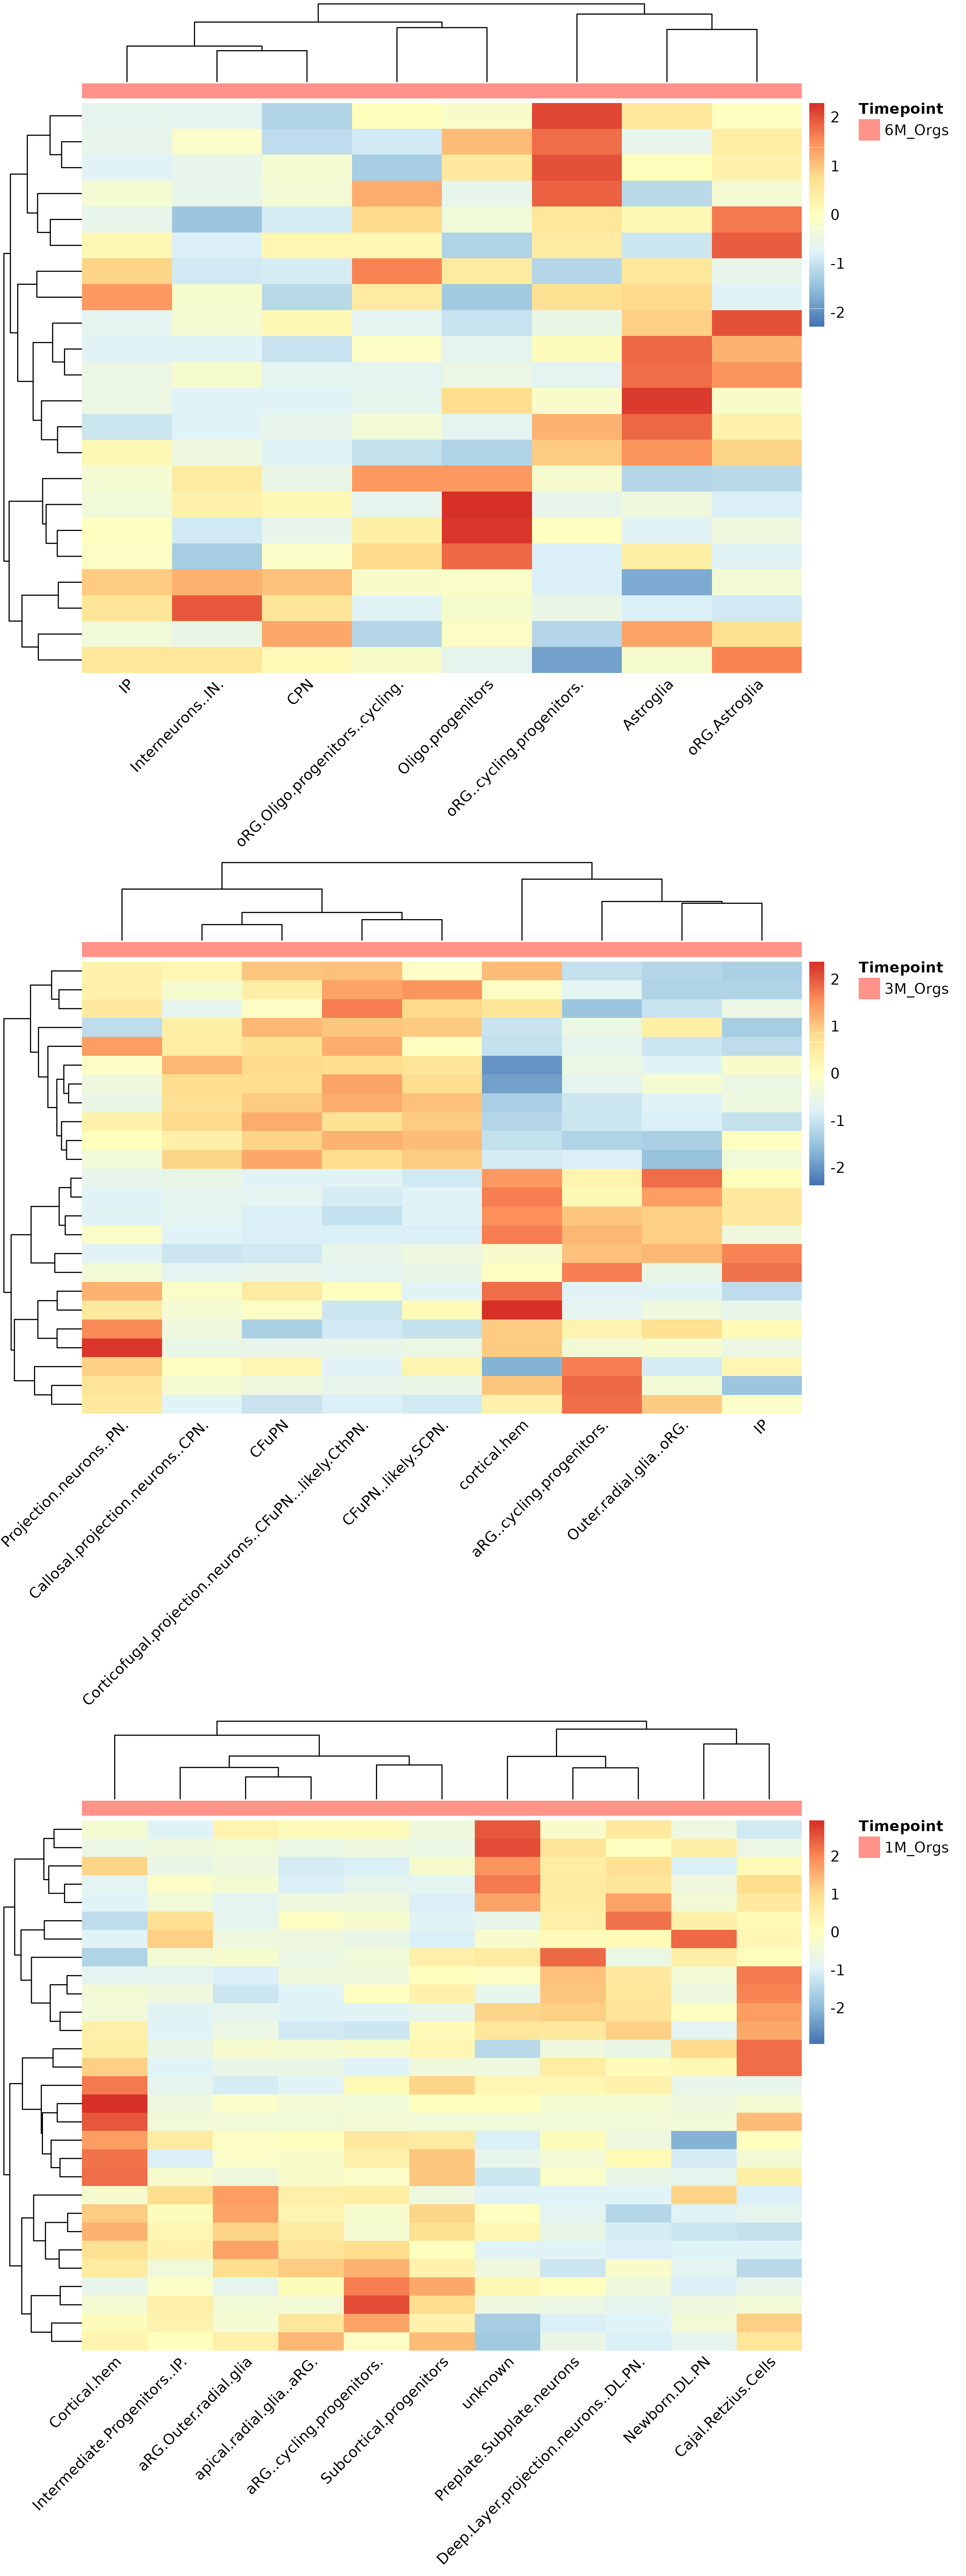 Timepoint
6M_Orgs
2
1
0
-1
-2
IP
Interneurons..IN.
CPN
oRG.Oligo.progenitors..cycling.
Oligo.progenitors
oRG..cycling.progenitors.
Astroglia
oRG.Astroglia
Timepoint
3M_Orgs
2
1
0
-1
-2
Projection.neurons..PN.
Callosal.projection.neurons..CPN.
CFuPN
Corticofugal.projection.neurons..CFuPN...likely.CthPN.
CFuPN..likely.SCPN.
cortical.hem
aRG..cycling.progenitors.
Outer.radial.glia..oRG.
IP
Timepoint
1M_Orgs
2
1
0
-1
-2
Cortical.hem
Intermediate.Progenitors..IP.
aRG.Outer.radial.glia
apical.radial.glia..aRG.
aRG..cycling.progenitors.
Subcortical.progenitors
unknown
Preplate.Subplate.neurons
Deep.Layer.projection.neurons..DL.PN.
Newborn.DL.PN
Cajal.Retzius.Cells